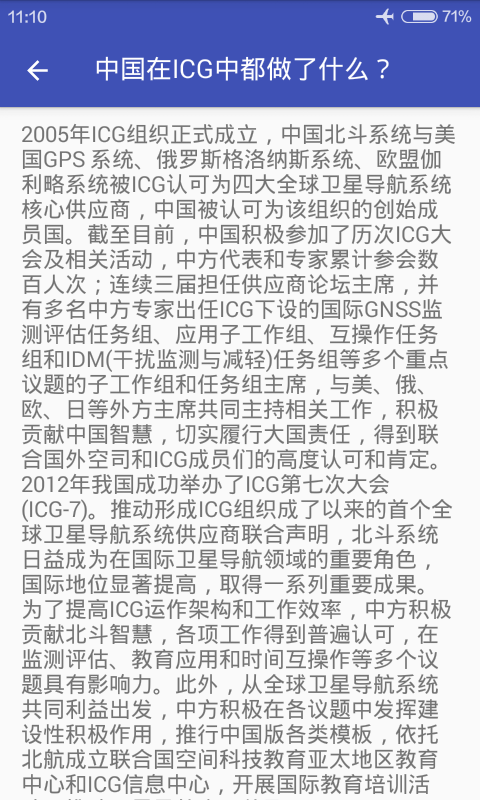 11:10
71%
中国在ICG中都做了什么？
2005年ICG组织正式成立，中国北斗系统与美
国GPS 系统、俄罗斯格洛纳斯系统、欧盟伽
利略系统被ICG认可为四大全球卫星导航系统
核心供应商，中国被认可为该组织的创始成
员国。截至目前，中国积极参加了历次ICG大
会及相关活动，中方代表和专家累计参会数
百人次；连续三届担任供应商论坛主席，并
有多名中方专家出任ICG下设的国际GNSS监
测评估任务组、应用子工作组、互操作任务
组和IDM(干扰监测与减轻)任务组等多个重点
议题的子工作组和任务组主席，与美、俄、
欧、日等外方主席共同主持相关工作，积极
贡献中国智慧，切实履行大国责任，得到联
合国外空司和ICG成员们的高度认可和肯定。
2012年我国成功举办了ICG第七次大会
(ICG-7)。推动形成ICG组织成了以来的首个全
球卫星导航系统供应商联合声明，北斗系统
日益成为在国际卫星导航领域的重要角色，
国际地位显著提高，取得一系列重要成果。
为了提高ICG运作架构和工作效率，中方积极
贡献北斗智慧，各项工作得到普遍认可，在
监测评估、教育应用和时间互操作等多个议
题具有影响力。此外，从全球卫星导航系统
共同利益出发，中方积极在各议题中发挥建
设性积极作用，推行中国版各类模板，依托
北航成立联合国空间科技教育亚太地区教育
中心和ICG信息中心，开展国际教育培训活